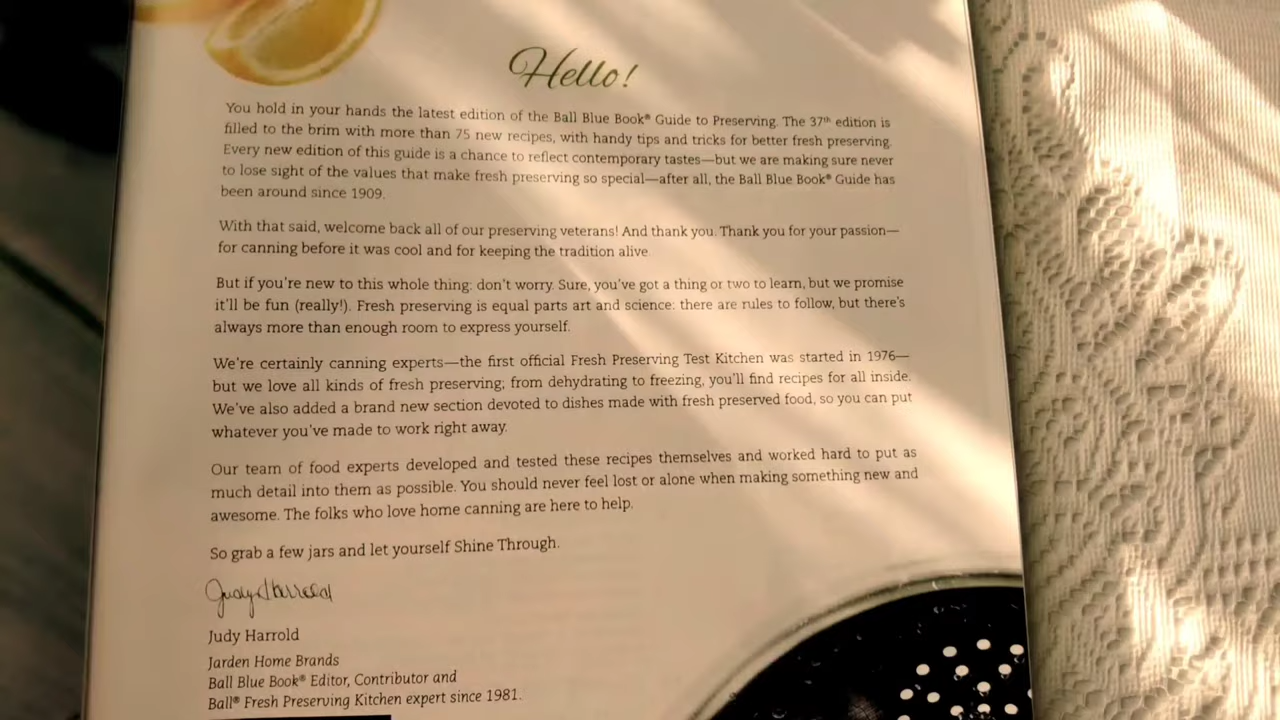 Hello!
You hold in your hands the latest edition of the Ball Blue Book® Guide to Preserving. The 37th edition is
filled to the brim with more than 75 new recipes, with handy tips and tricks for better fresh preserving.
Every new edition of this guide is a chance to reflect contemporary tastes—but we are making sure never
to lose sight of the values that make fresh preserving so special—after all, the Ball Blue Book® Guide has
been around since 1909.
With that said, welcome back all of our preserving veterans! And thank you. Thank you for your passion—
for canning before it was cool and for keeping the tradition alive.
But if you're new to this whole thing: don't worry. Sure, you've got a thing or two to learn, but we promise
it'll be fun (really!). Fresh preserving is equal parts art and science: there are rules to follow, but there's
always more than enough room to express yourself.
We're certainly canning experts—the first official Fresh Preserving Test Kitchen was started in 1976—
but we love all kinds of fresh preserving; from dehydrating to freezing, you'll find recipes for all inside.
We've also added a brand new section devoted to dishes made with fresh preserved food, so you can put
whatever you've made to work right away.
Our team of food experts developed and tested these recipes themselves and worked hard to put as
much detail into them as possible. You should never feel lost or alone when making something new and
awesome. The folks who love home canning are here to help.
So grab a few jars and let yourself Shine Through.
Judy Harrold
Judy Harrold
Jarden Home Brands
Ball Blue Book® Editor, Contributor and
Ball® Fresh Preserving Kitchen expert since 1981.